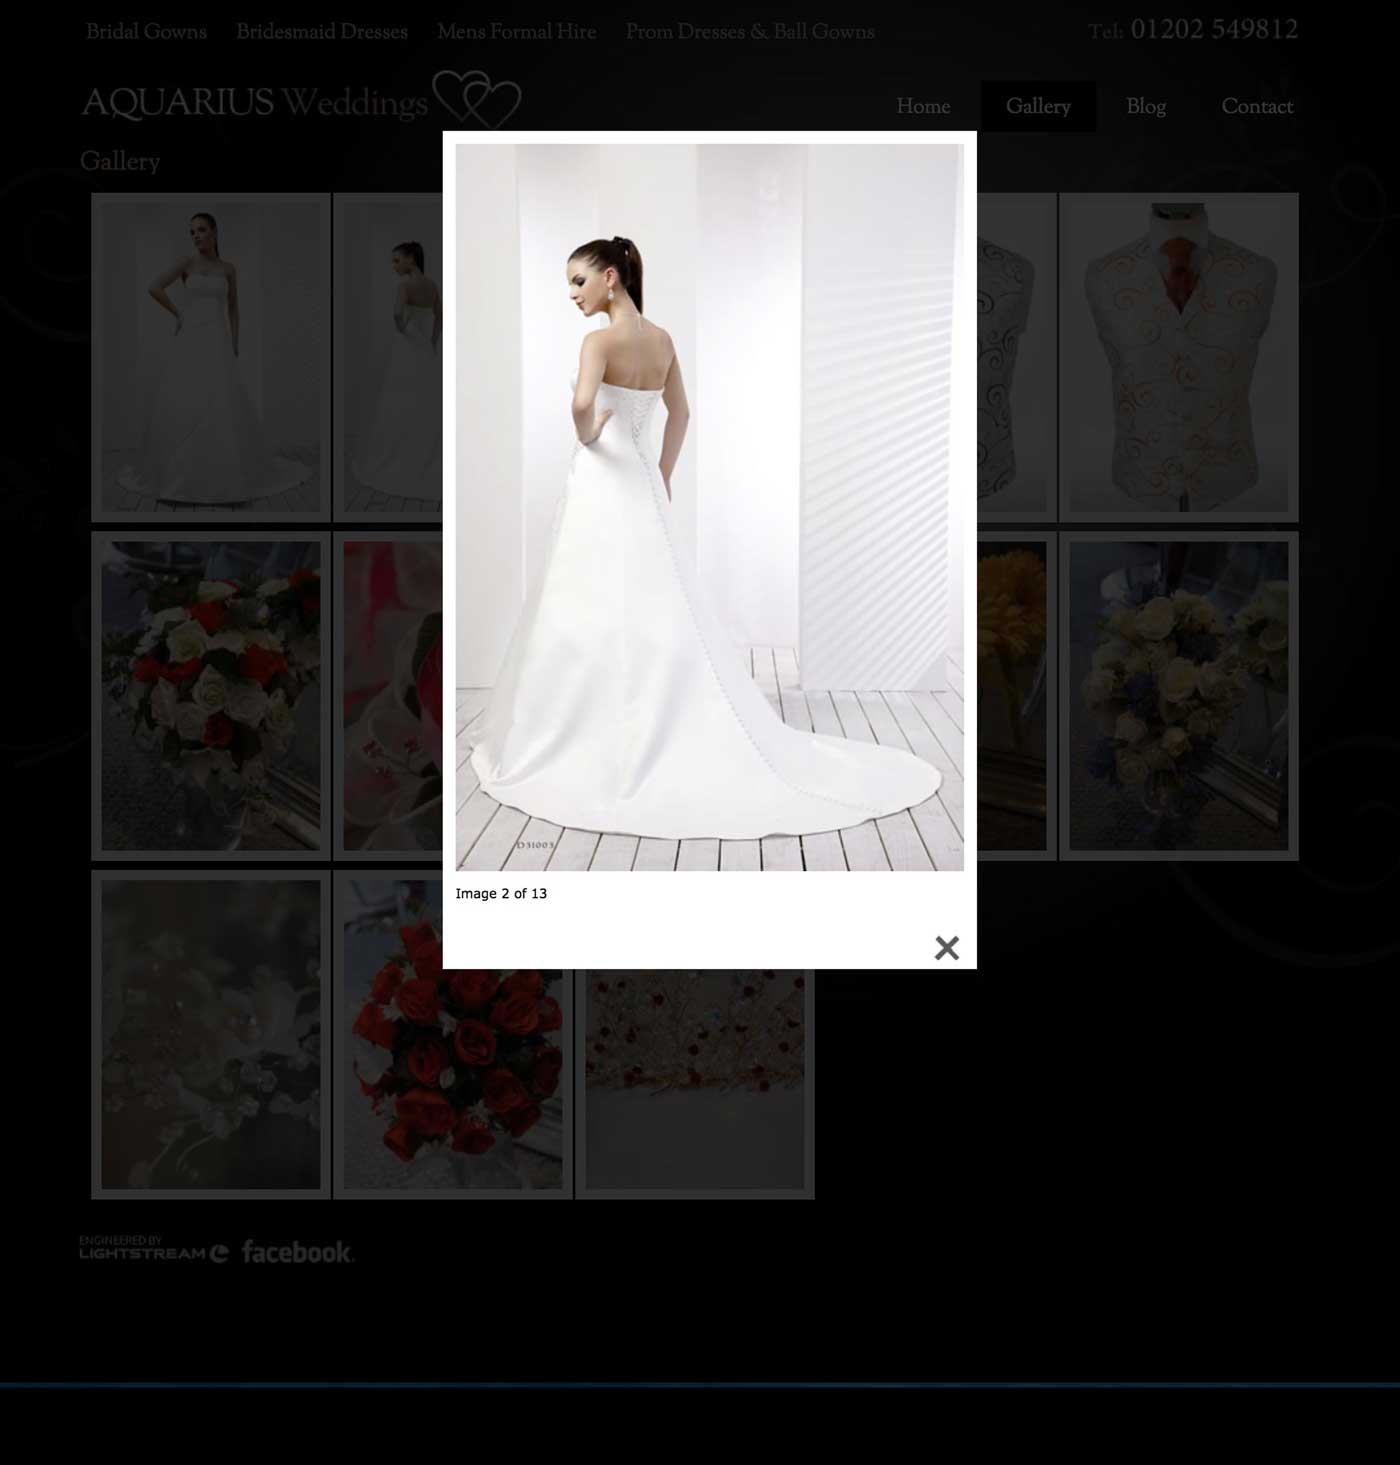 Bridal Gowns Bridesmaid Dresses Mens Formal Hire Prom Dresses & Ball Gowns Tel: 01202 549812
AQUARIUS Weddings
Home Gallery Blog Contact
Gallery
D31003
Image 2 of 13
ENGINEERED BY
LIGHTSTREAM facebook.